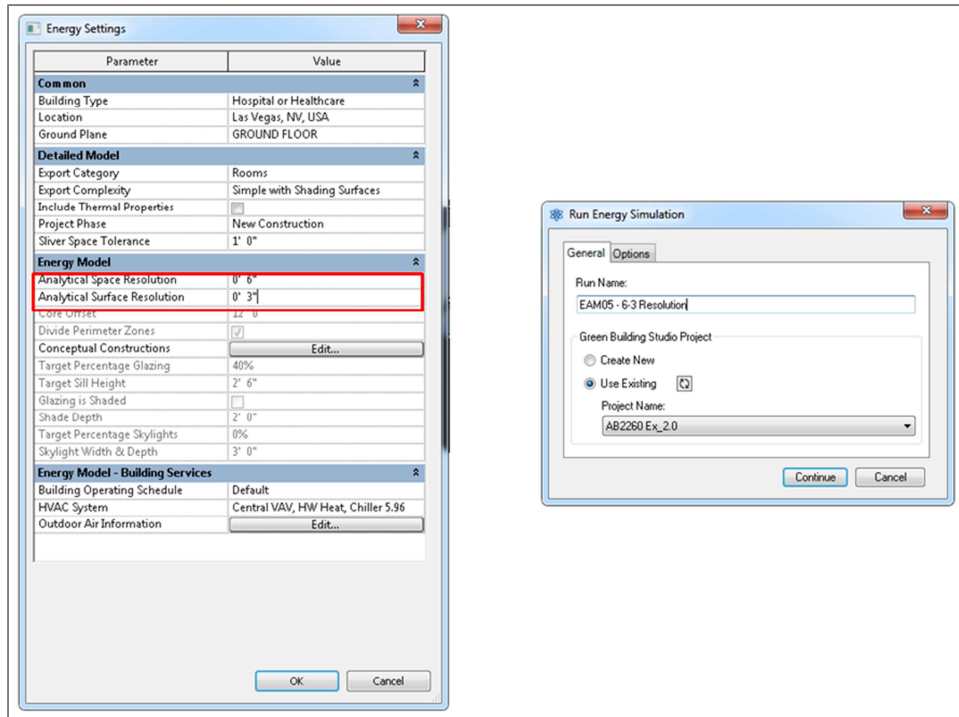 Energy Settings
Parameter Value
Common
Building Type Hospital or Healthcare
Location Las Vegas, NV, USA
Ground Plane GROUND FLOOR
Detailed Model
Export Category Rooms
Export Complexity Simple with Shading Surfaces
Include Thermal Properties
Project Phase New Construction
Sliver Space Tolerance 1' 0"
Energy Model
Analytical Space Resolution 0' 6"
Analytical Surface Resolution 0' 3"
Core Offset 12' 0"
Divide Perimeter Zones
Conceptual Constructions Edit...
Target Percentage Glazing 40%
Target Sill Height 2' 6"
Glazing is Shaded
Shade Depth 2' 0"
Target Percentage Skylights 0%
Skylight Width & Depth 3' 0"
Energy Model - Building Services
Building Operating Schedule Default
HVAC System Central VAV, HW Heat, Chiller 5.96
Outdoor Air Information Edit...
OK Cancel
Run Energy Simulation
General Options
Run Name:
EAM05 - 6-3 Resolution
Green Building Studio Project
Create New
Use Existing
Project Name:
AB2260 Ex_2.0
Continue Cancel